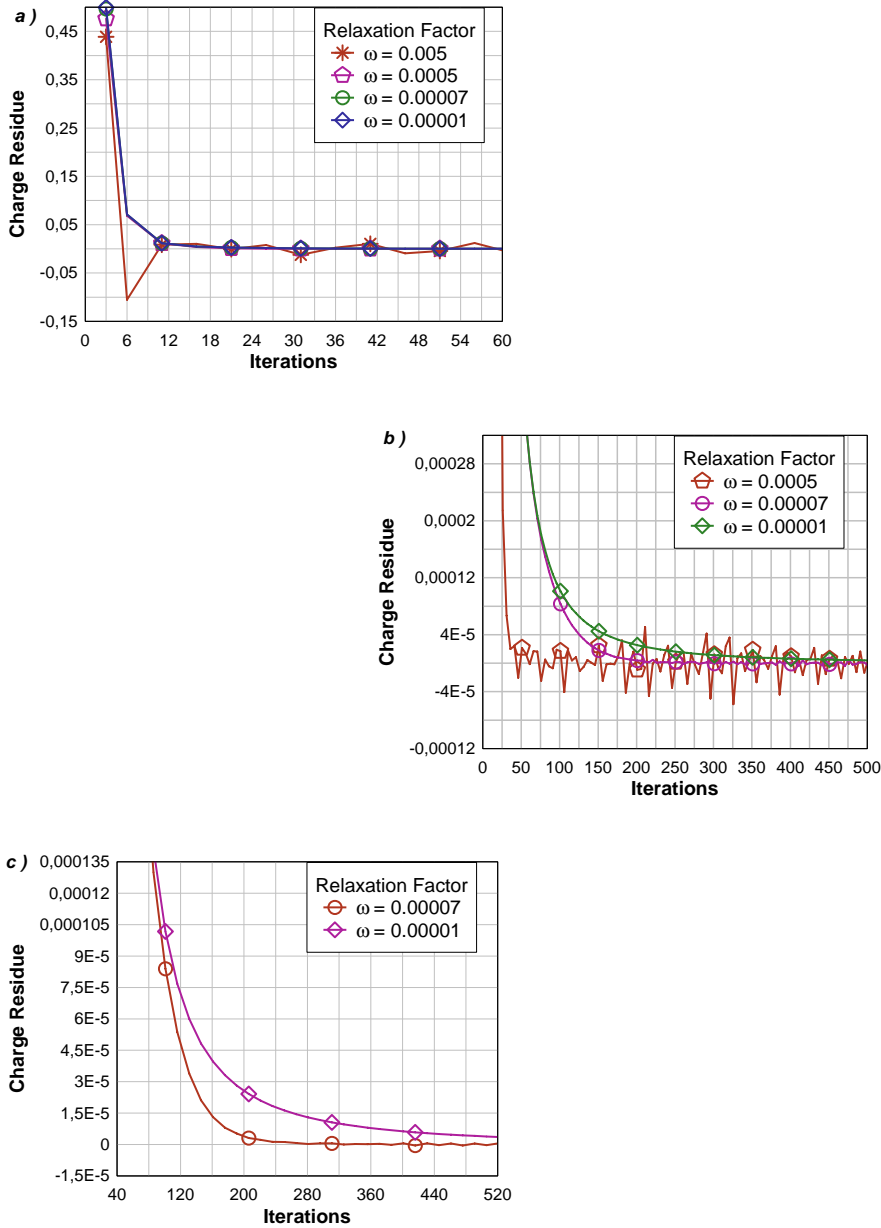 a )
Charge Residue
0,45
0,35
0,25
0,15
0,05
-0,05
-0,15
0 6 12 18 24 30 36 42 48 54 60
Iterations
Relaxation Factor
ω = 0.005
ω = 0.0005
ω = 0.00007
ω = 0.00001
b )
Charge Residue
0,00028
0,0002
0,00012
4E-5
-4E-5
-0,00012
0 50 100 150 200 250 300 350 400 450 500
Iterations
Relaxation Factor
ω = 0.0005
ω = 0.00007
ω = 0.00001
c )
Charge Residue
0,000135
0,00012
0,000105
9E-5
7,5E-5
6E-5
4,5E-5
3E-5
1,5E-5
0
-1,5E-5
40 120 200 280 360 440 520
Iterations
Relaxation Factor
ω = 0.00007
ω = 0.00001